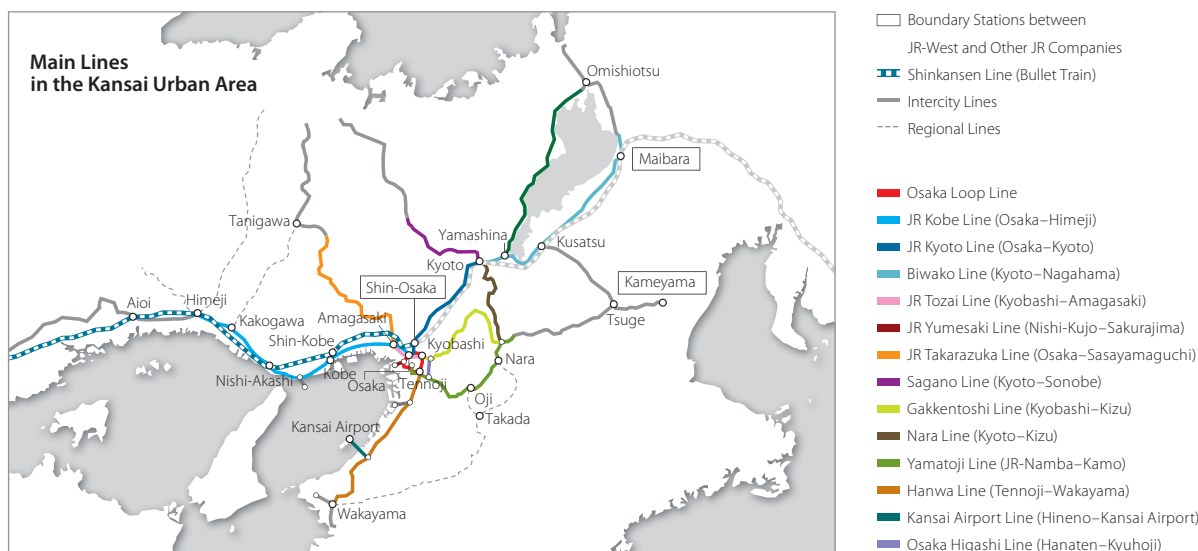 Main Lines
in the Kansai Urban Area
Omishiotsu
Maibara
Tanigawa
Yamashina
Kusatsu
Kyoto
Kameyama
Shin-Osaka
Tsuge
Aioi
Himeji
Kakogawa
Amagasaki
Shin-Kobe
Kyobashi
Nara
Nishi-Akashi
Kobe
Osaka
Tennoji
Oji
Takada
Kansai Airport
Wakayama
Boundary Stations between
JR-West and Other JR Companies
Shinkansen Line (Bullet Train)
Intercity Lines
Regional Lines
Osaka Loop Line
JR Kobe Line (Osaka–Himeji)
JR Kyoto Line (Osaka–Kyoto)
Biwako Line (Kyoto–Nagahama)
JR Tozai Line (Kyobashi–Amagasaki)
JR Yumesaki Line (Nishi-Kujo–Sakurajima)
JR Takarazuka Line (Osaka–Sasayamaguchi)
Sagano Line (Kyoto–Sonobe)
Gakkentoshi Line (Kyobashi–Kizu)
Nara Line (Kyoto–Kizu)
Yamatoji Line (JR-Namba–Kamo)
Hanwa Line (Tennoji–Wakayama)
Kansai Airport Line (Hineno–Kansai Airport)
Osaka Higashi Line (Hanaten–Kyuhoji)